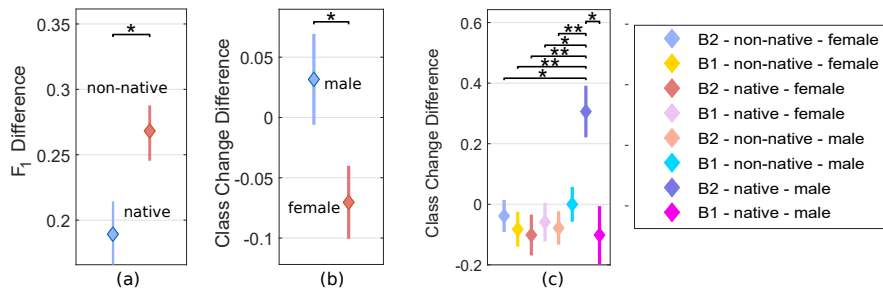 F1 Difference
0.35
0.3
0.25
0.2
*
non-native
native
(a)
Class Change Difference
0.05
0
-0.05
-0.1
*
male
female
(b)
Class Change Difference
0.6
0.4
0.2
0
-0.2
*
**
*
**
**
*
(c)
B2 - non-native - female
B1 - non-native - female
B2 - native - female
B1 - native - female
B2 - non-native - male
B1 - non-native - male
B2 - native - male
B1 - native - male